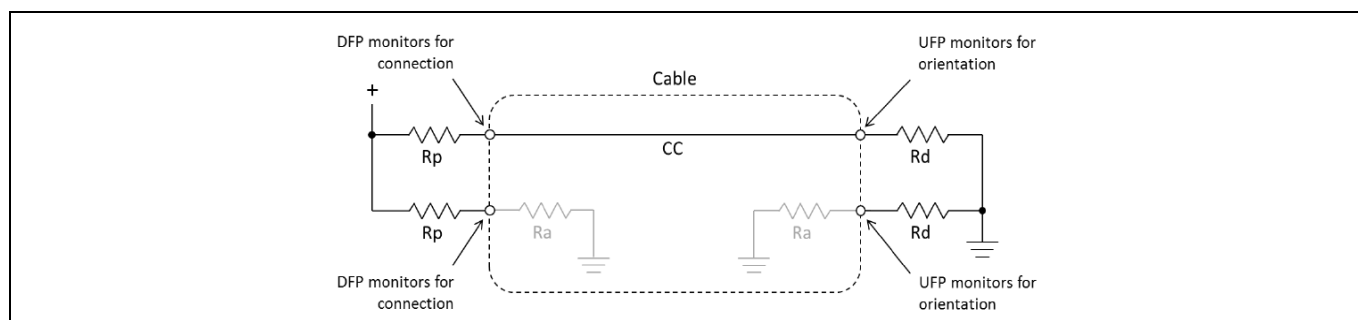 DFP monitors for
connection
UFP monitors for
orientation
Cable
+
Rp
CC
Rd
Rp
Ra
Ra
Rd
DFP monitors for
connection
UFP monitors for
orientation